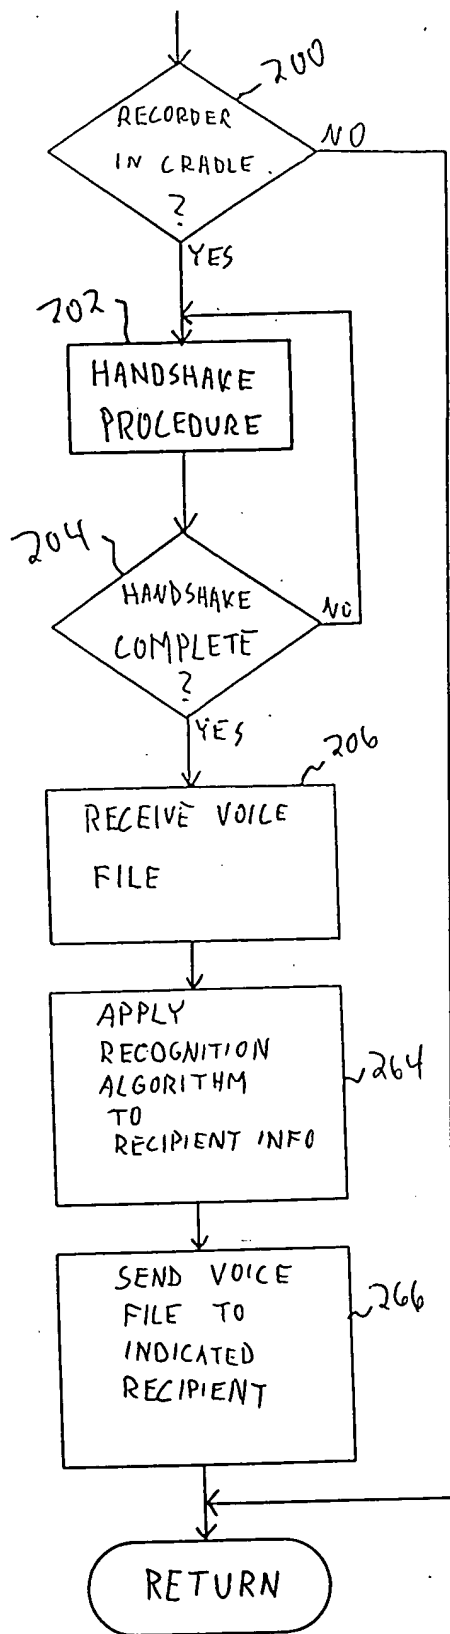 200
RECORDER
IN CRADLE
?
NO
YES
202
HANDSHAKE
PROCEDURE
204
HANDSHAKE
COMPLETE
?
NO
YES
206
RECEIVE VOICE
FILE
APPLY
RECOGNITION
ALGORITHM
TO
RECIPIENT INFO
264
SEND VOICE
FILE TO
INDICATED
RECIPIENT
266
RETURN